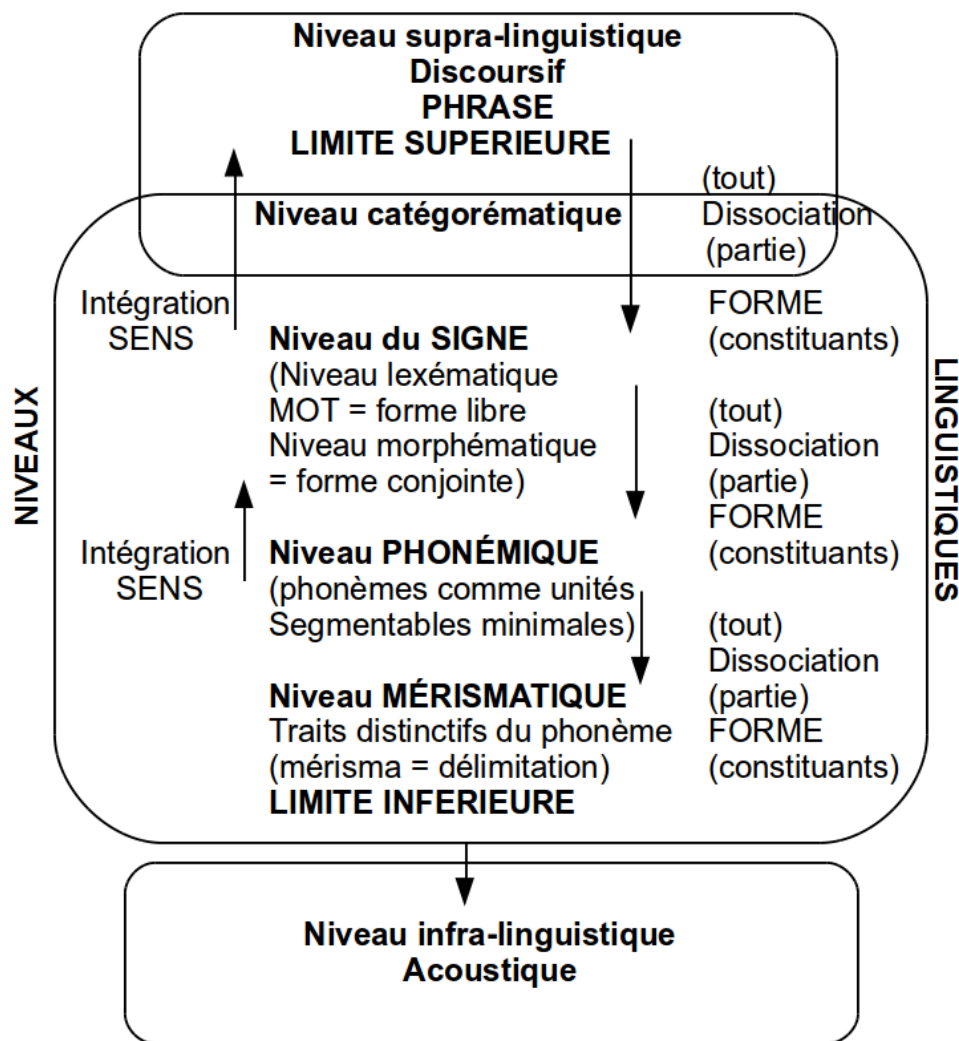 Niveau supra-linguistique
Discoursif
PHRASE
LIMITE SUPERIEURE
(tout)
Niveau catégorématique
Dissociation
(partie)
Intégration
SENS
FORME
(constituants)
Niveau du SIGNE
(Niveau lexématique
MOT = forme libre
Niveau morphématique
= forme conjointe)
(tout)
Dissociation
(partie)
FORME
(constituants)
NIVEAUX
LINGUISTIQUES
Intégration
SENS
Niveau PHONÉMIQUE
(phonèmes comme unités
Segmentables minimales)
(tout)
Dissociation
(partie)
FORME
(constituants)
Niveau MÉRISMATIQUE
Traits distinctifs du phonème
(mérisma = délimitation)
LIMITE INFERIEURE
Niveau infra-linguistique
Acoustique